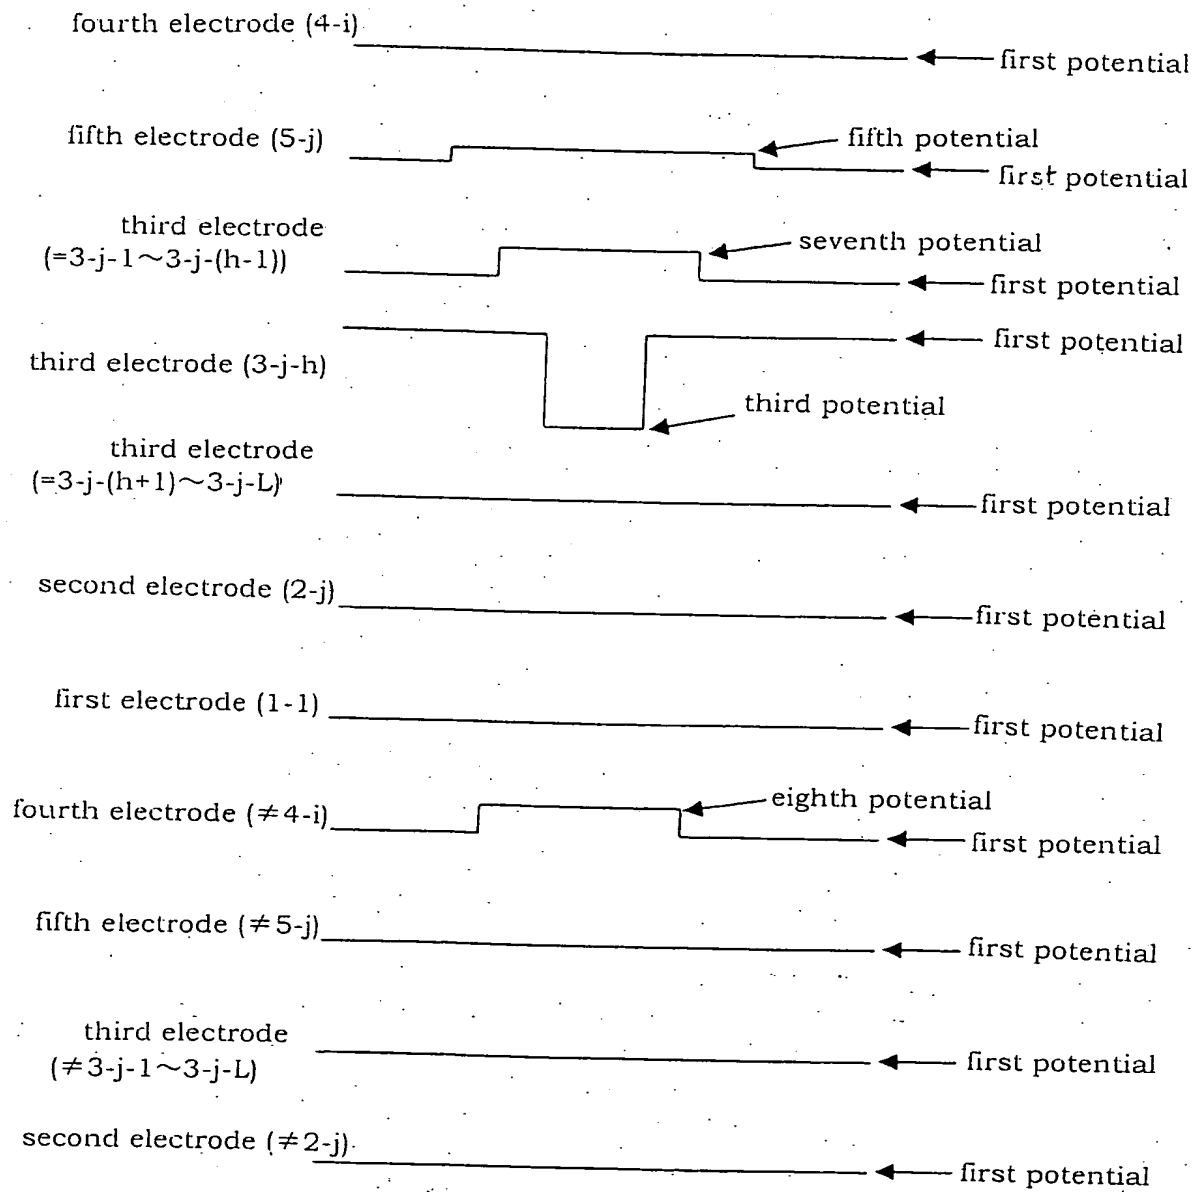 fourth electrode (4-i)
first potential
fifth electrode (5-j)
fifth potential
first potential
third electrode
(=3-j-1～3-j-(h-1))
seventh potential
first potential
first potential
third electrode (3-j-h)
third potential
third electrode
(=3-j-(h+1)～3-j-L)
first potential
second electrode (2-j)
first potential
first electrode (1-1)
first potential
fourth electrode (≠4-i)
eighth potential
first potential
fifth electrode (≠5-j)
first potential
third electrode
(≠3-j-1～3-j-L)
first potential
second electrode (≠2-j)
first potential